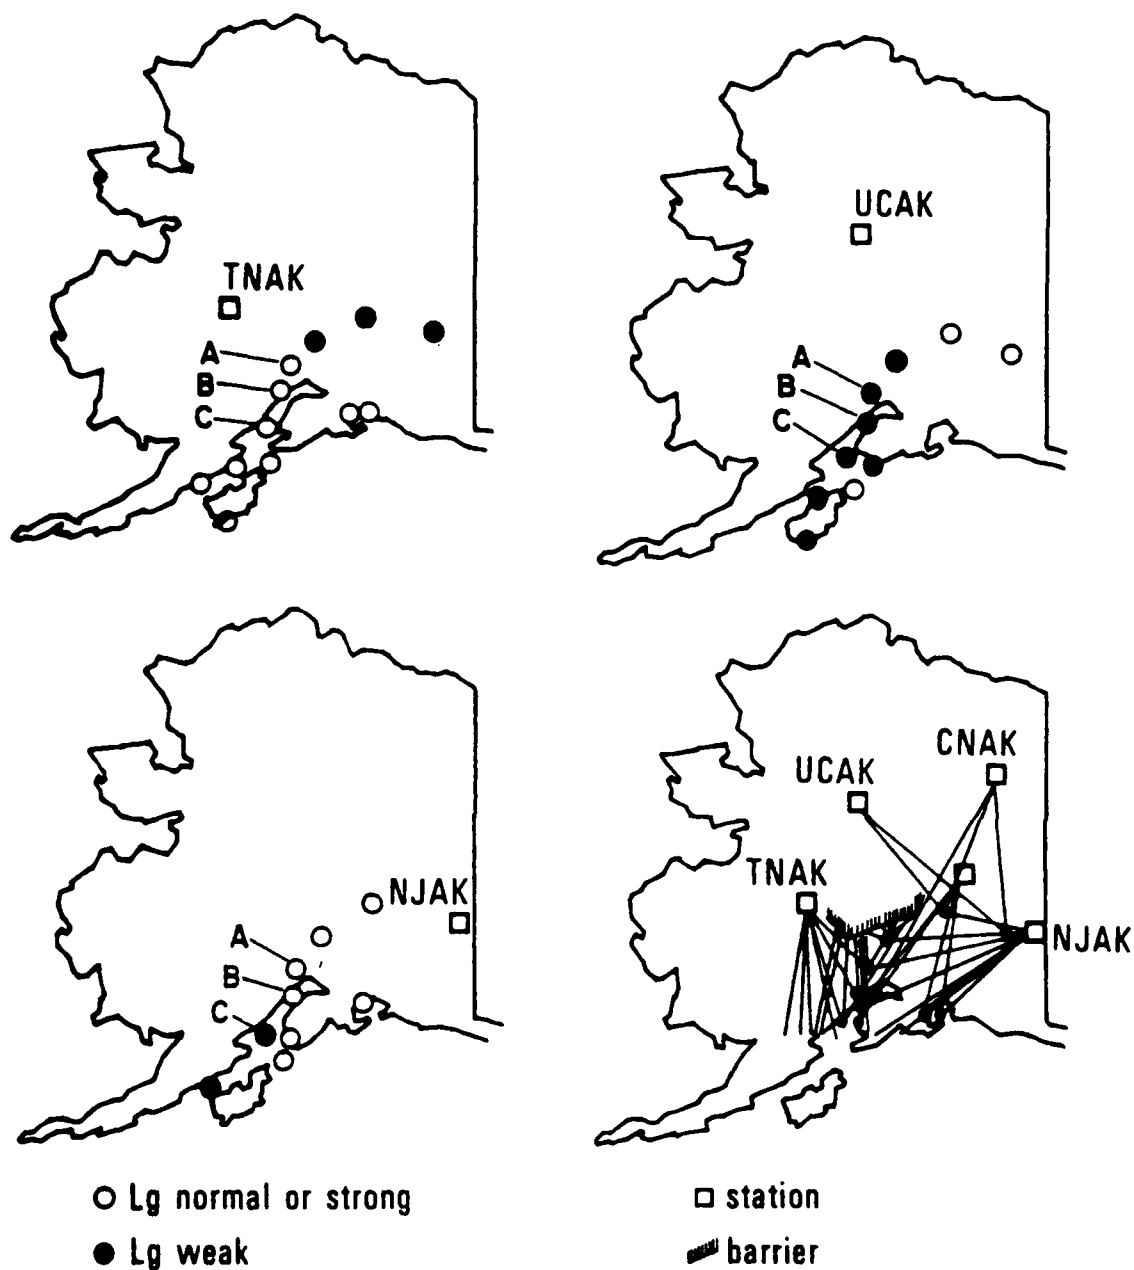 TNAK
A
B
C
UCAK
A
B
C
NJAK
A
B
C
CNAK
UCAK
TNAK
NJAK
Lg normal or strong
station
Lg weak
barrier